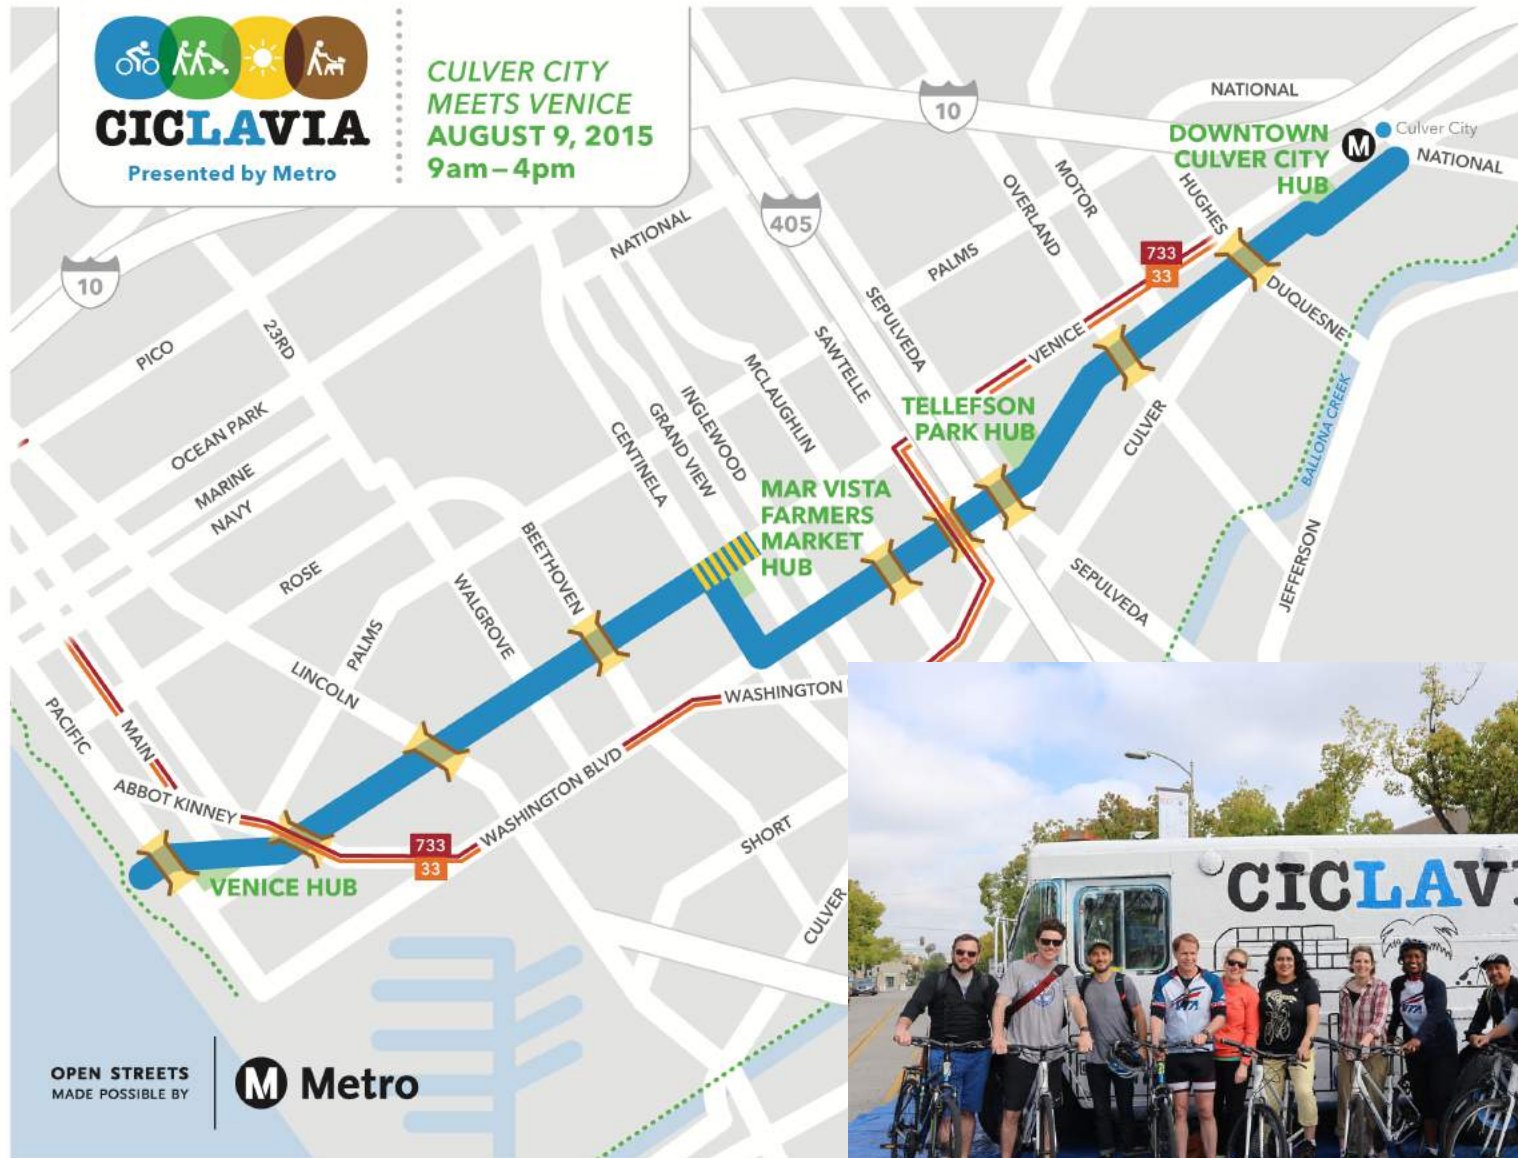 CICLAVIA
Presented by Metro
CULVER CITY
MEETS VENICE
AUGUST 9, 2015
9am–4pm
10
NATIONAL
DOWNTOWN
CULVER CITY
HUB
M
Culver City
NATIONAL
405
NATIONAL
OVERLAND
MOTOR
HUGHES
PALMS
733
33
10
DUQUESNE
PICO
23RD
SEPULVEDA
SAWTELLE
VENICE
MCLAUGHLIN
OCEAN PARK
INGLEWOOD
GRAND VIEW
CENTINELA
TELLEFSON
PARK HUB
CULVER
BALLONA CREEK
MARINE
NAVY
MAR VISTA
FARMERS
MARKET
HUB
BEETHOVEN
ROSE
WALGROVE
JEFFERSON
SEPULVEDA
PALMS
LINCOLN
WASHINGTON
PACIFIC
MAIN
ABBOT KINNEY
WASHINGTON BLVD
733
33
SHORT
VENICE HUB
CULVER
CICLAV
VTA
VTA
OPEN STREETS
MADE POSSIBLE BY
M Metro